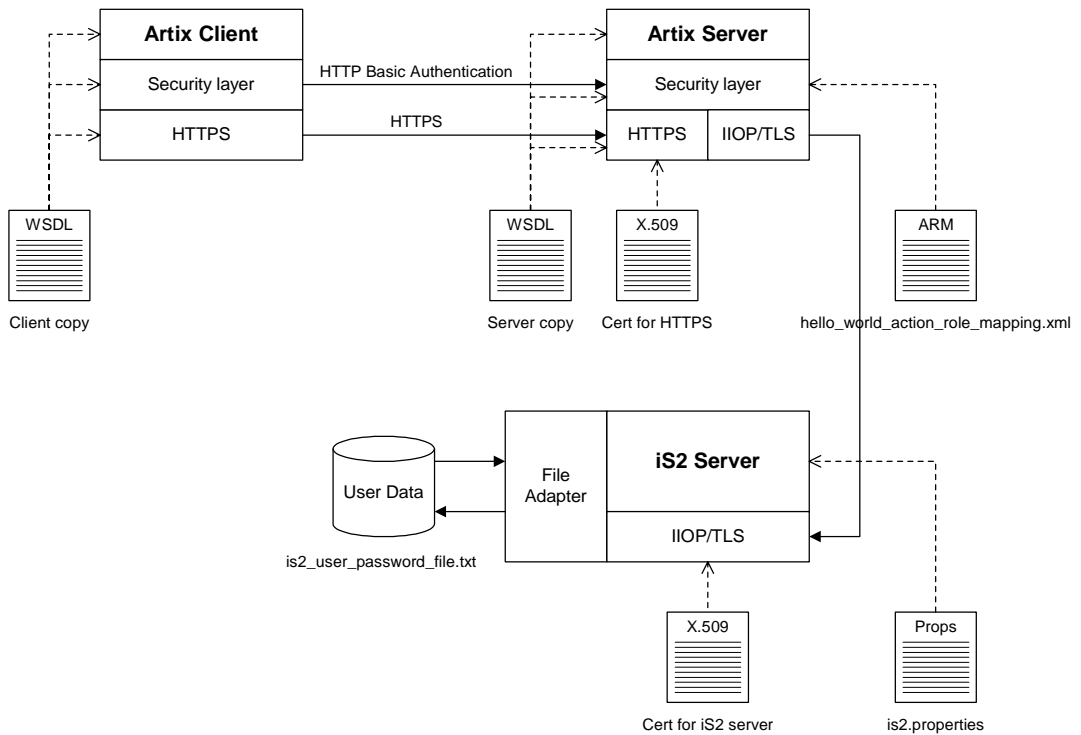 Artix Client
Artix Server
HTTP Basic Authentication
Security layer
Security layer
HTTPS
HTTPS
HTTPS
IIOP/TLS
WSDL
WSDL
X.509
ARM
Client copy
Server copy
Cert for HTTPS
hello_world_action_role_mapping.xml
iS2 Server
File
Adapter
User Data
IIOP/TLS
is2_user_password_file.txt
X.509
Props
Cert for iS2 server
is2.properties